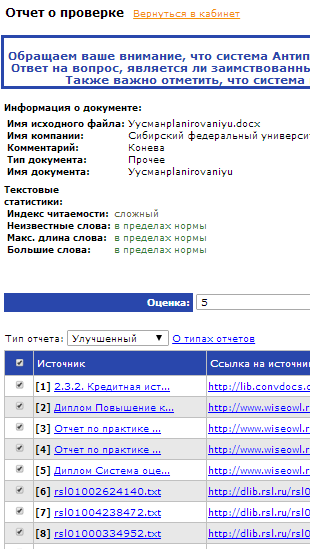 Отчет о проверке Вернуться в кабинет
Обращаем ваше внимание, что система Антип
Ответ на вопрос, является ли заимствованны
Также важно отметить, что система
Информация о документе:
Имя исходного файла: Уусманplanirovaniyu.docx
Имя компании: Сибирский федеральный университ
Комментарий: Конева
Тип документа: Прочее
Имя документа: Уусманplanirovaniyu
Текстовые
статистики:
Индекс читаемости: сложный
Неизвестные слова: в пределах нормы
Макс. длина слова: в пределах нормы
Большие слова: в пределах нормы
Оценка: 5
Тип отчета: Улучшенный О типах отчетов
Источник Ссылка на источни
[1] 2.3.2. Кредитная ист... http://lib.convdocs.o
[2] Диплом Повышение к... http://www.wiseowl.
[3] Отчет по практике ... http://www.wiseowl.
[4] Отчет по практике ... http://www.wiseowl.
[5] Диплом Система оце... http://www.wiseowl.
[6] rsl01002624140.txt http://dlib.rsl.ru/rsl0
[7] rsl01004238472.txt http://dlib.rsl.ru/rsl0
[8] rsl01000334952.txt http://dlib.rsl.ru/rsl0